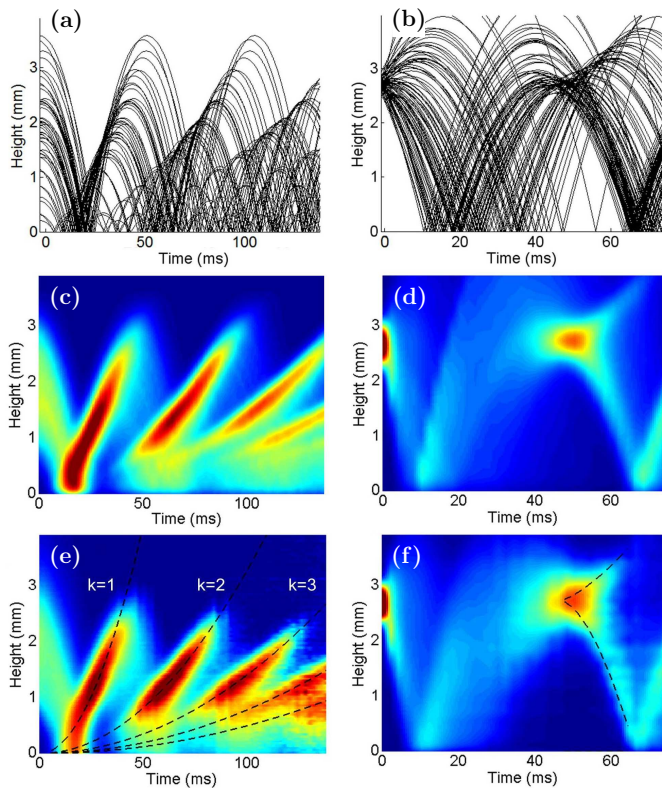 (a) (b)
Height (mm) 3 2 1 0
0 50 100
Time (ms)
Height (mm) 3 2 1 0
0 20 40 60
Time (ms)
(c) (d)
Height (mm) 3 2 1 0
0 50 100
Time (ms)
Height (mm) 3 2 1 0
0 20 40 60
Time (ms)
(e) (f)
k=1 k=2 k=3
Height (mm) 3 2 1 0
0 50 100
Time (ms)
Height (mm) 3 2 1 0
0 20 40 60
Time (ms)